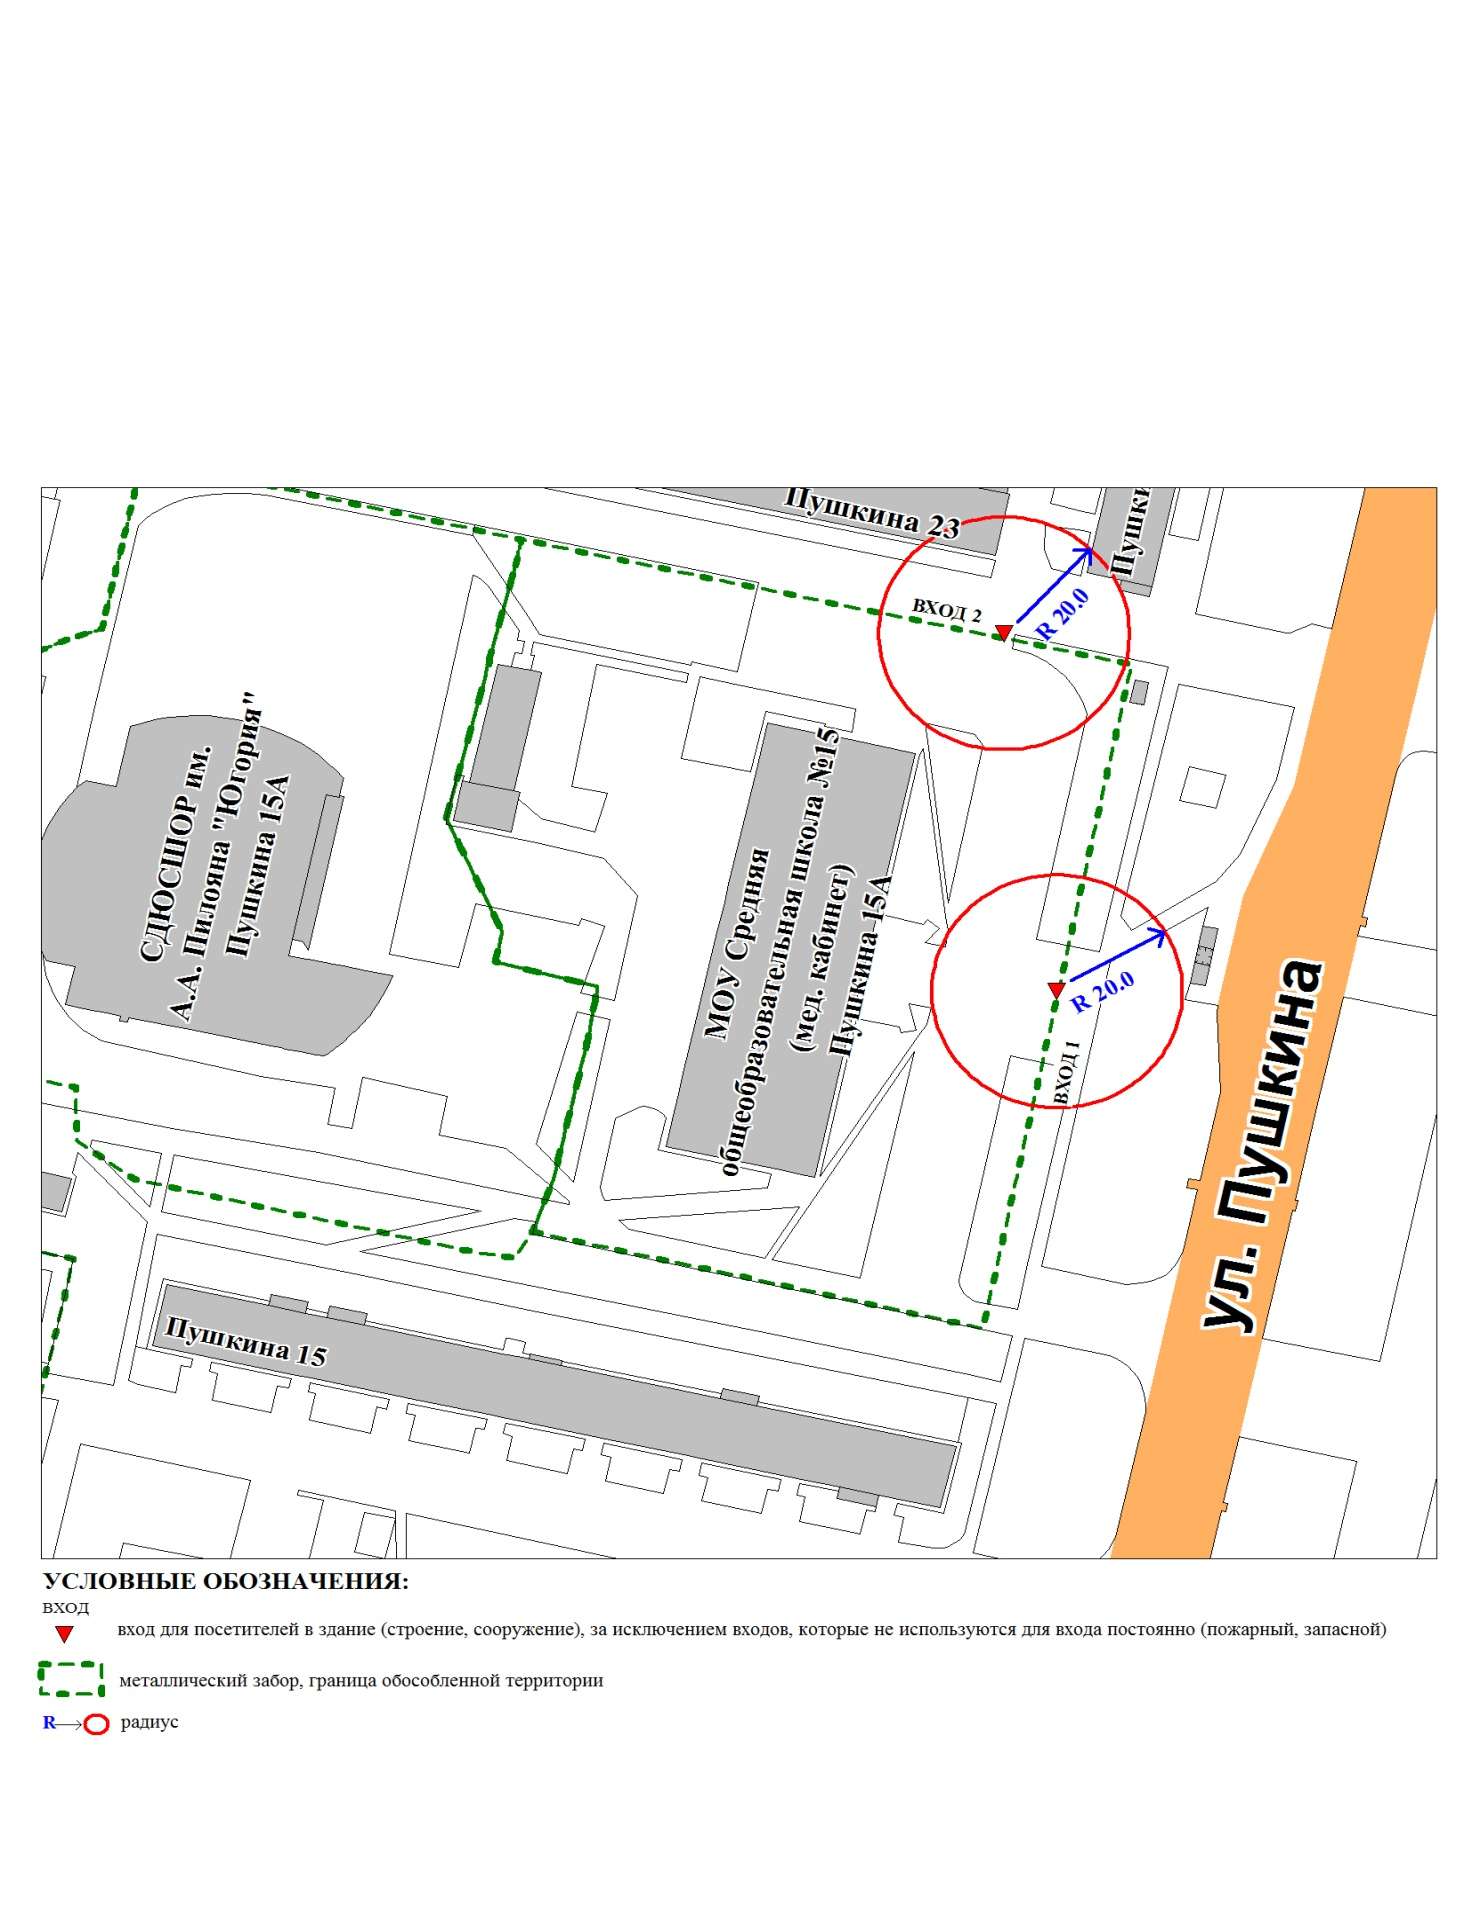 Пушкина 23
Пушки
ВХОД 2
R 20.0
СДЮСШОР им.
А.А. Пилояна "Югория"
Пушкина 15А
МОУ Средняя
общеобразовательная школа №15
(мед. кабинет)
Пушкина 15А
R 20.0
ВХОД 1
ул. Пушкина
Пушкина 15
УСЛОВНЫЕ ОБОЗНАЧЕНИЯ:
ВХОД
вход для посетителей в здание (строение, сооружение), за исключением входов, которые не используются для входа постоянно (пожарный, запасной)
металлический забор, граница обособленной территории
R радиус